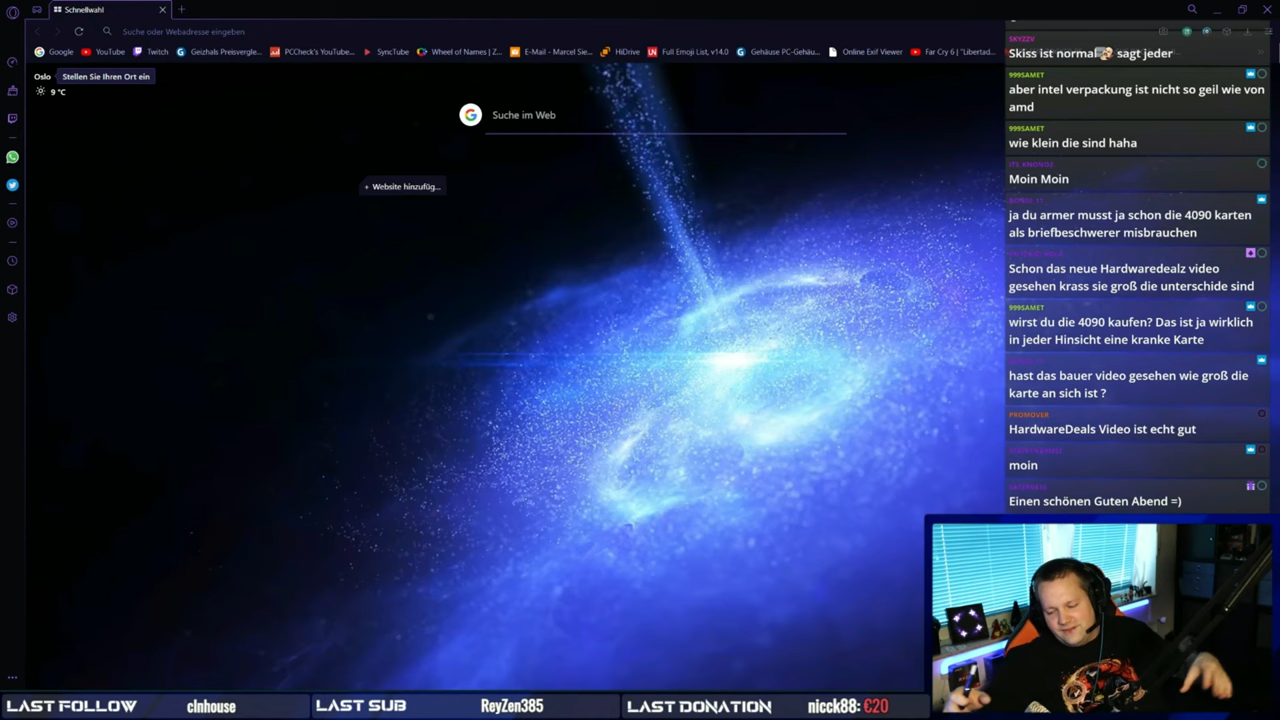 Schnellwahl
Suche oder Webadresse eingeben
Google
YouTube
Twitch
Geizhals Preisvergle...
PCCheck's YouTube...
SyncTube
Wheel of Names | Z...
E-Mail - Marcel Sie...
HiDrive
Full Emoji List, v14.0
Gehäuse PC-Gehäu...
Online Exif Viewer
Far Cry 6 | "Libertad...
Oslo
Stellen Sie Ihren Ort ein
9 °C
Suche im Web
+ Website hinzufüg...
SKYZZV
Skiss ist normal sagt jeder
999SAMET
aber intel verpackung ist nicht so geil wie von
amd
999SAMET
wie klein die sind haha
Moin Moin
ja du armer musst ja schon die 4090 karten
als briefbeschwerer misbrauchen
Schon das neue Hardwaredealz video
gesehen krass sie groß die unterschide sind
999SAMET
wirst du die 4090 kaufen? Das ist ja wirklich
in jeder Hinsicht eine kranke Karte
hast das bauer video gesehen wie groß die
karte an sich ist ?
PROMOVER
HardwareDeals Video ist echt gut
moin
Einen schönen Guten Abend =)
LAST FOLLOW
clnhouse
LAST SUB
ReyZen385
LAST DONATION
nicck88: €20